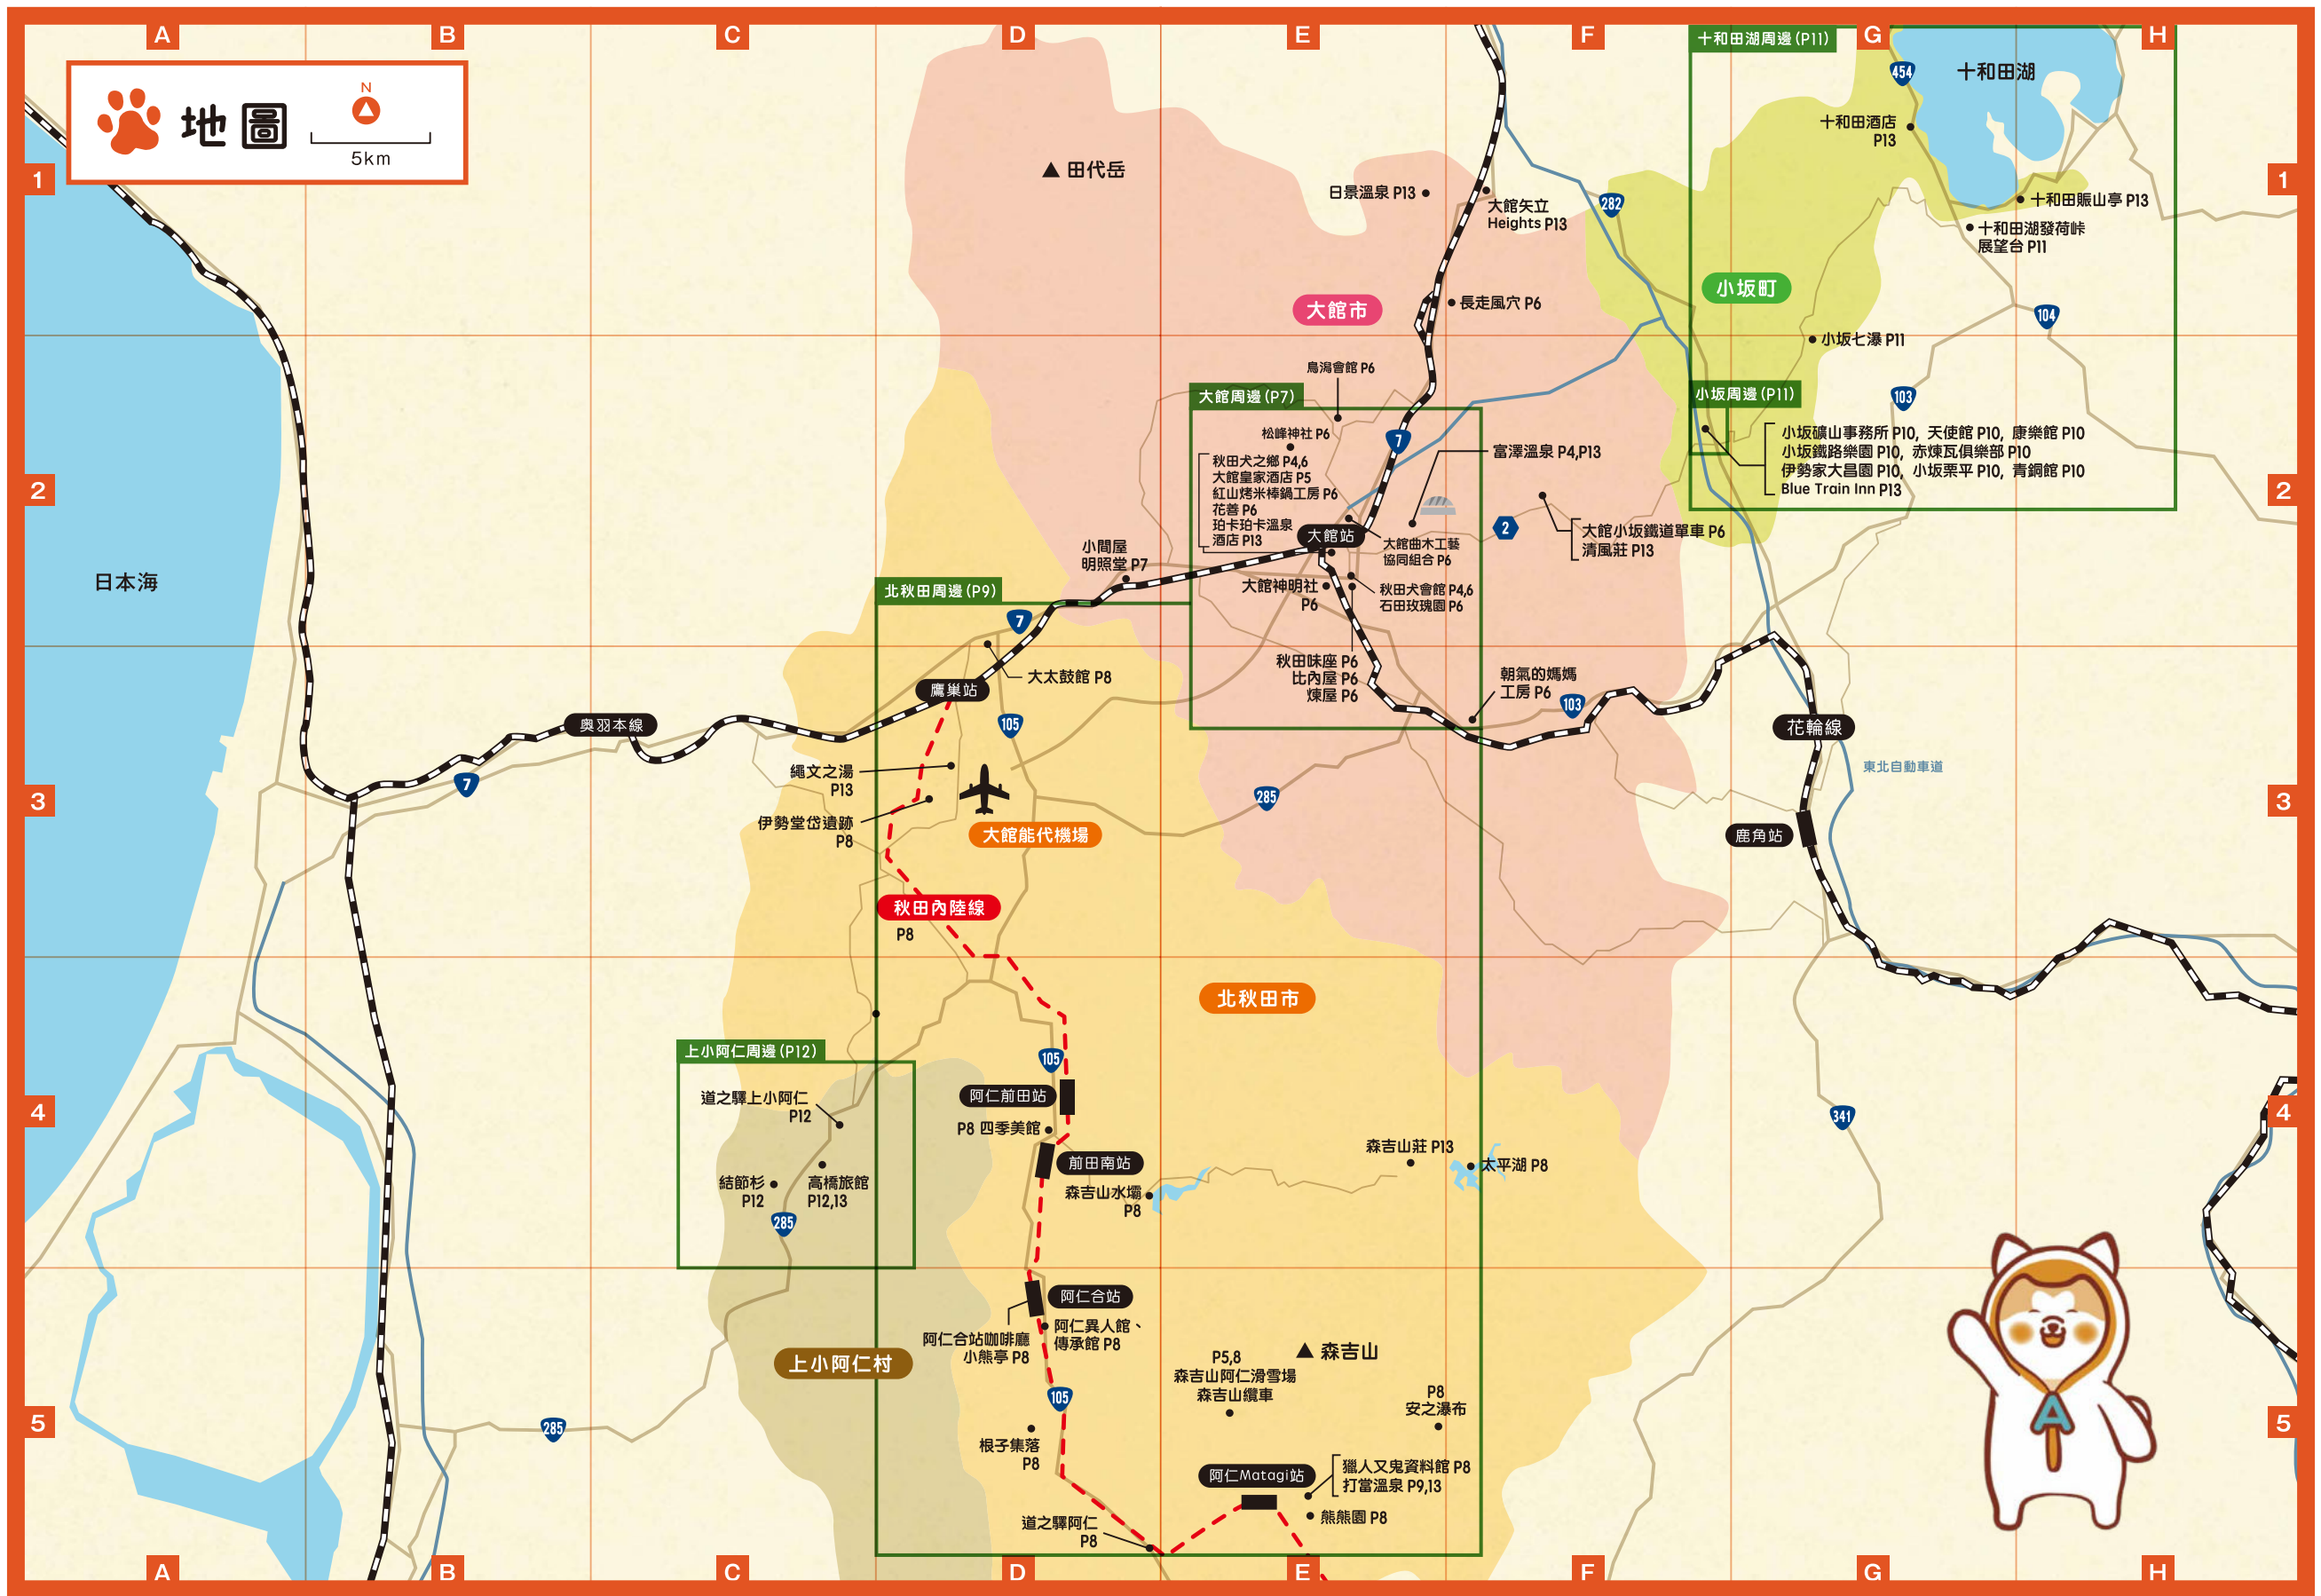 A B C D E F G H
地圖
N
5km
1
2
3
4
5
日本海
田代岳
日景溫泉 P13
大館矢立
Heights P13
282
十和田湖周邊(P11)
454
十和田湖
十和田酒店
P13
十和田賑山亭 P13
十和田湖發荷峠
展望台 P11
大館市
長走風穴 P6
小坂町
104
小坂七瀑 P11
103
小坂周邊(P11)
小坂礦山事務所 P10, 天使館 P10, 康樂館 P10
小坂鐵路樂園 P10, 赤煉瓦俱樂部 P10
伊勢家大昌園 P10, 小坂栗平 P10, 青銅館 P10
Blue Train Inn P13
鳥潟會館 P6
大館周邊(P7)
松峰神社 P6
7
秋田犬之鄉 P4,6
大館皇家酒店 P5
紅山烤米棒鍋工房 P6
花善 P6
珀卡珀卡溫泉
酒店 P13
富澤溫泉 P4,P13
大館站
2
大館小坂鐵道單車 P6
清風莊 P13
大館曲木工藝
協同組合 P6
小間屋
明照堂 P7
大館神明社
P6
秋田犬會館 P4,6
石田玫瑰園 P6
北秋田周邊(P9)
7
秋田味座 P6
比內屋 P6
煉屋 P6
朝氣的媽媽
工房 P6
103
大太鼓館 P8
鷹巢站
奧羽本線
105
7
花輪線
東北自動車道
繩文之湯
P13
伊勢堂岱遺跡
P8
大館能代機場
285
鹿角站
秋田內陸線
P8
北秋田市
上小阿仁周邊(P12)
105
道之驛上小阿仁
P12
阿仁前田站
P8 四季美館
前田南站
森吉山莊 P13
太平湖 P8
341
結節杉
P12
高橋旅館
P12,13
森吉山水壩
P8
285
阿仁合站
阿仁合站咖啡廳
小熊亭 P8
阿仁異人館、
傳承館 P8
上小阿仁村
森吉山
P5,8
森吉山阿仁滑雪場
森吉山纜車
105
P8
安之瀑布
285
根子集落
P8
阿仁Matagi站
獵人又鬼資料館 P8
打當溫泉 P9,13
熊熊園 P8
道之驛阿仁
P8
A
1
2
3
4
5
A B C D E F G H